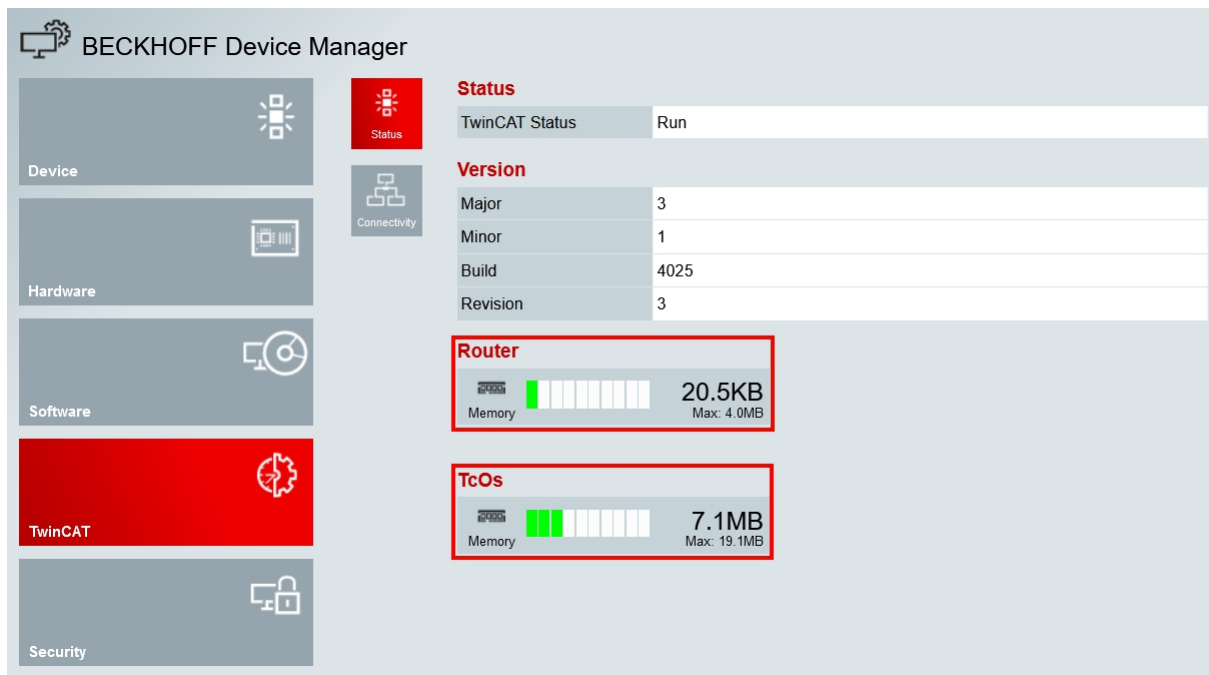 BECKHOFF Device Manager
Device
Hardware
Software
TwinCAT
Security
Status
Connectivity
Status
TwinCAT Status Run
Version
Major 3
Minor 1
Build 4025
Revision 3
Router
Memory 20.5KB
Max: 4.0MB
TcOs
Memory 7.1MB
Max: 19.1MB